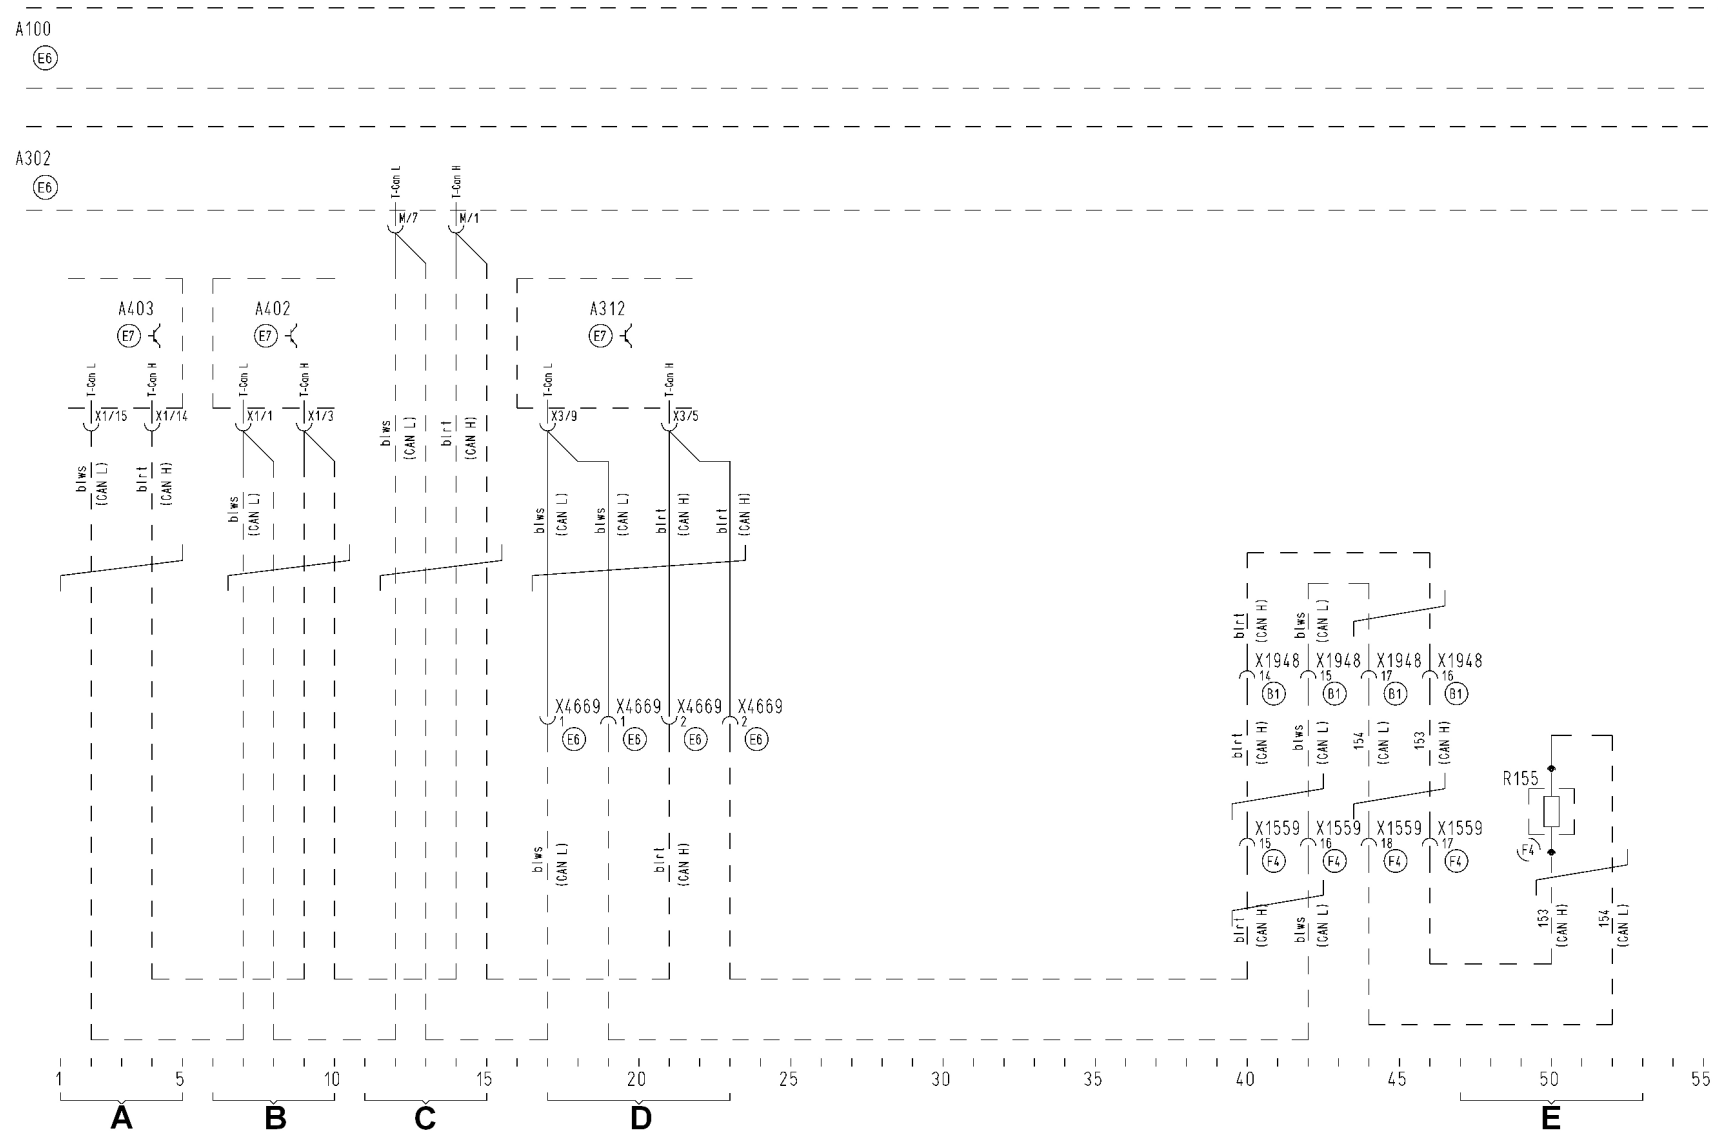 A100
E6
A302
E6
T-Can L
T-Can H
M/7
M/1
A403
E7
A402
E7
A312
E7
T-Can L
T-Can H
T-Can L
T-Can H
T-Can L
T-Can H
X1/15
X1/14
X1/1
X1/3
X3/9
X3/5
blws
(CAN L)
blrt
(CAN H)
blws
(CAN L)
blrt
(CAN H)
blws
(CAN L)
blws
(CAN L)
blws
(CAN L)
blrt
(CAN H)
blrt
(CAN H)
blrt
(CAN H)
blws
(CAN L)
X1948 X1948 X1948 X1948
14 15 17 16
B1 B1 B1 B1
X4669 X4669 X4669 X4669
1 1 2 2
E6 E6 E6 E6
blrt
(CAN H)
blws
(CAN L)
154
(CAN L)
153
(CAN H)
R155
F4
X1559 X1559 X1559 X1559
15 16 18 17
F4 F4 F4 F4
blws
(CAN L)
blrt
(CAN H)
blrt
(CAN H)
blws
(CAN L)
153
(CAN H)
154
(CAN L)
1 5 10 15 20 25 30 35 40 45 50 55
A B C D E